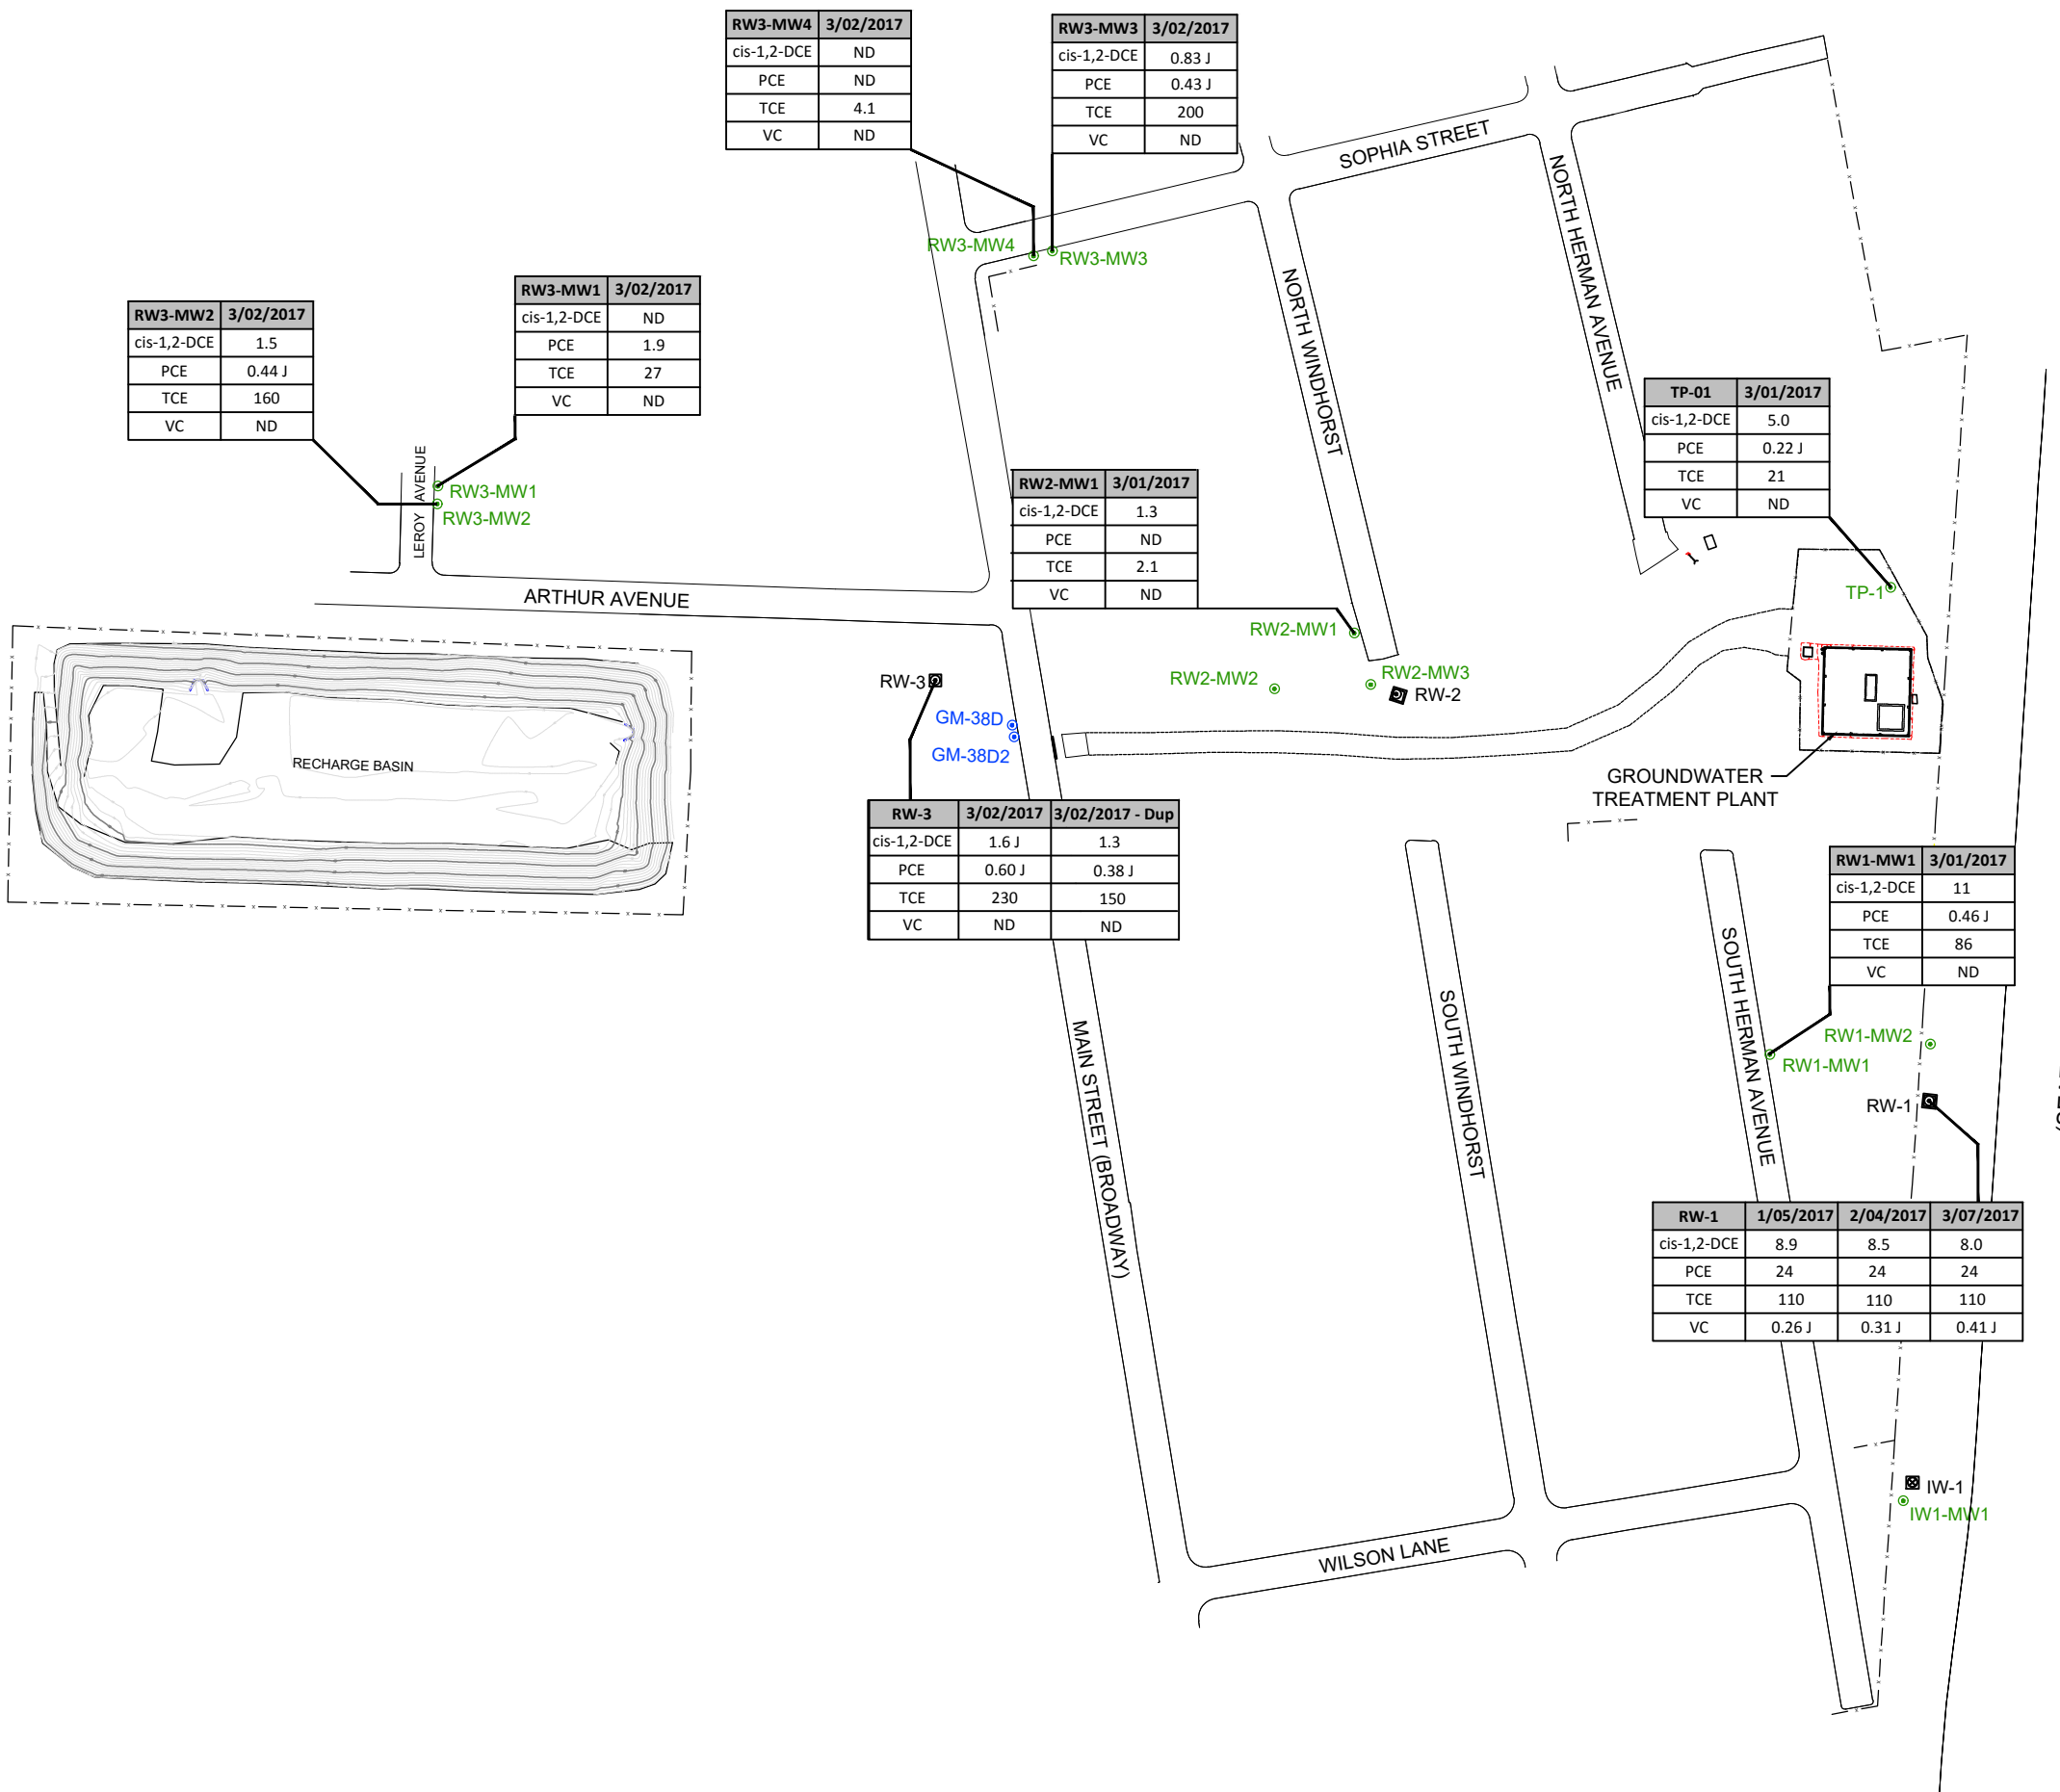 RW3-MW4 3/02/2017
cis-1,2-DCE ND
PCE ND
TCE 4.1
VC ND
RW3-MW3 3/02/2017
cis-1,2-DCE 0.83 J
PCE 0.43 J
TCE 200
VC ND
SOPHIA STREET
NORTH HERMAN AVENUE
RW3-MW4
RW3-MW3
NORTH WINDHORST
RW3-MW2 3/02/2017
cis-1,2-DCE 1.5
PCE 0.44 J
TCE 160
VC ND
RW3-MW1 3/02/2017
cis-1,2-DCE ND
PCE 1.9
TCE 27
VC ND
TP-01 3/01/2017
cis-1,2-DCE 5.0
PCE 0.22 J
TCE 21
VC ND
LEROY AVENUE
RW3-MW1
RW3-MW2
RW2-MW1 3/01/2017
cis-1,2-DCE 1.3
PCE ND
TCE 2.1
VC ND
ARTHUR AVENUE
TP-1
RW2-MW1
RW2-MW2
RW2-MW3
RW-2
RW-3
GM-38D
GM-38D2
RECHARGE BASIN
GROUNDWATER
TREATMENT PLANT
RW-3 3/02/2017 3/02/2017 - Dup
cis-1,2-DCE 1.6 J 1.3
PCE 0.60 J 0.38 J
TCE 230 150
VC ND ND
RW1-MW1 3/01/2017
cis-1,2-DCE 11
PCE 0.46 J
TCE 86
VC ND
MAIN STREET (BROADWAY)
SOUTH WINDHORST
SOUTH HERMAN AVENUE
RW1-MW2
RW1-MW1
RW-1
RW-1 1/05/2017 2/04/2017 3/07/2017
cis-1,2-DCE 8.9 8.5 8.0
PCE 24 24 24
TCE 110 110 110
VC 0.26 J 0.31 J 0.41 J
IW-1
IW1-MW1
WILSON LANE